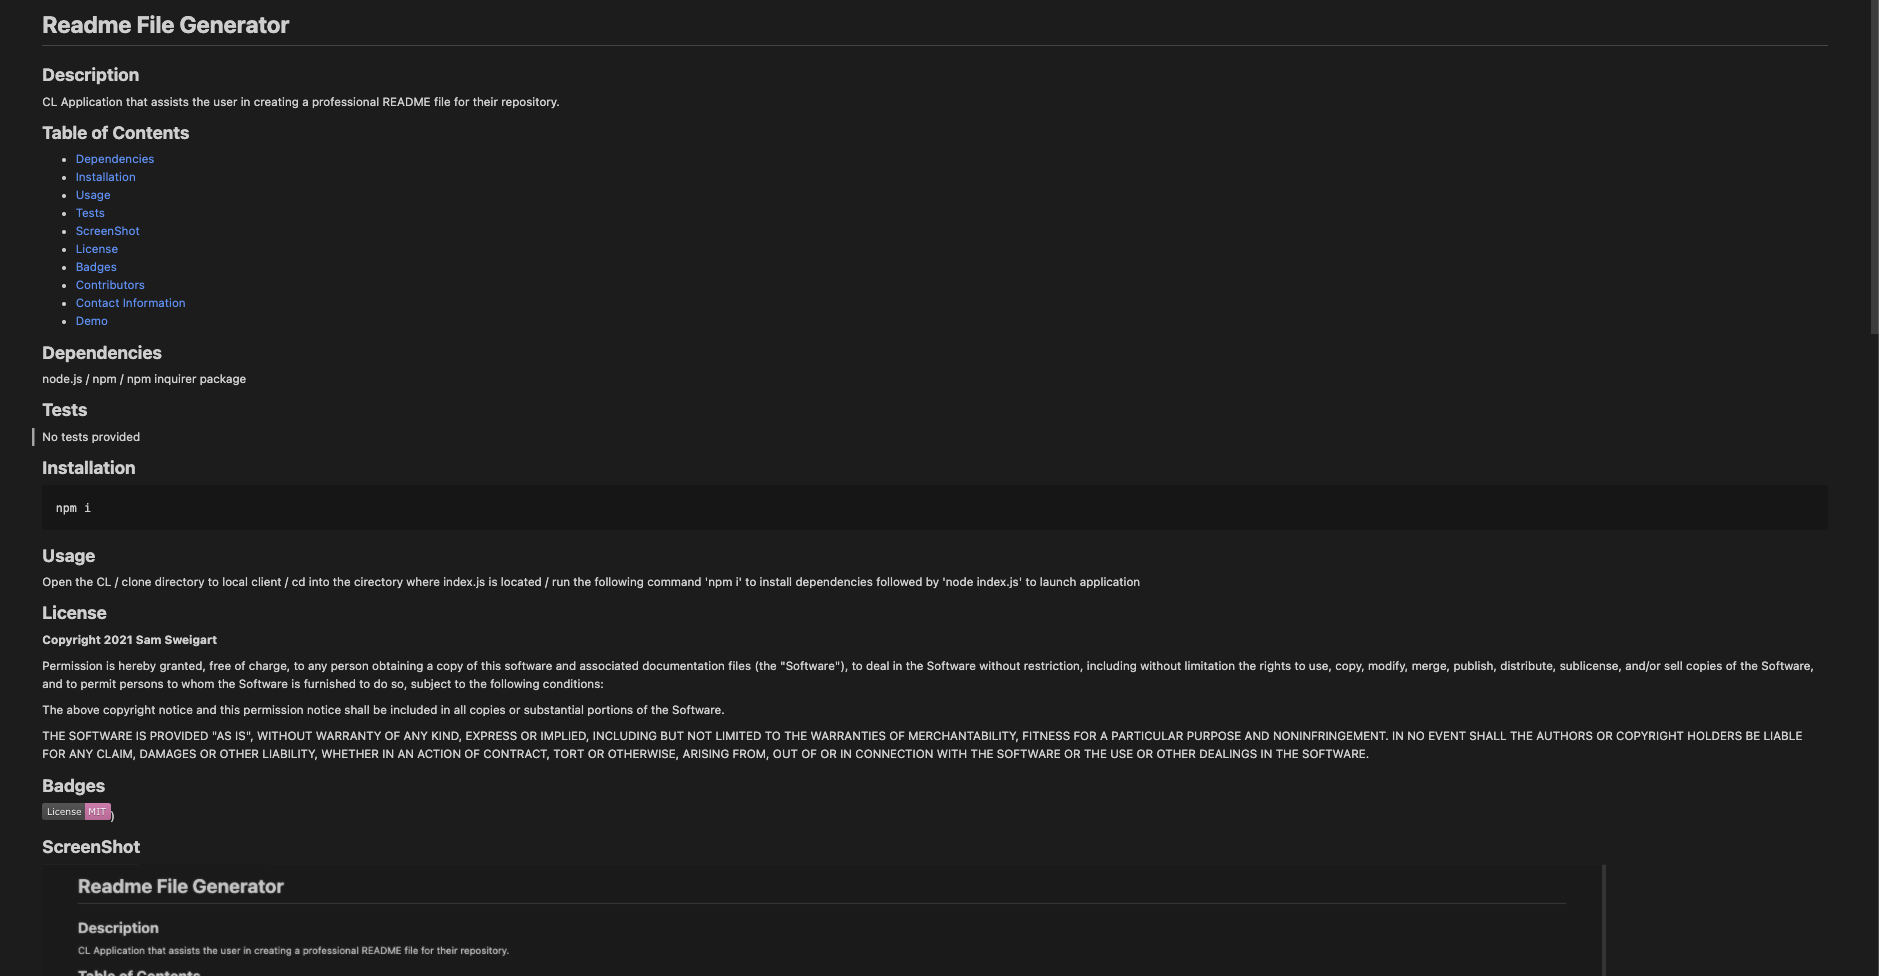 Readme File Generator
Description
CL Application that assists the user in creating a professional README file for their repository.
Table of Contents
Dependencies
Installation
Usage
Tests
ScreenShot
License
Badges
Contributors
Contact Information
Demo
Dependencies
node.js / npm / npm inquirer package
Tests
No tests provided
Installation
npm i
Usage
Open the CL / clone directory to local client / cd into the cirectory where index.js is located / run the following command 'npm i' to install dependencies followed by 'node index.js' to launch application
License
Copyright 2021 Sam Sweigart
Permission is hereby granted, free of charge, to any person obtaining a copy of this software and associated documentation files (the "Software"), to deal in the Software without restriction, including without limitation the rights to use, copy, modify, merge, publish, distribute, sublicense, and/or sell copies of the Software,
and to permit persons to whom the Software is furnished to do so, subject to the following conditions:
The above copyright notice and this permission notice shall be included in all copies or substantial portions of the Software.
THE SOFTWARE IS PROVIDED "AS IS", WITHOUT WARRANTY OF ANY KIND, EXPRESS OR IMPLIED, INCLUDING BUT NOT LIMITED TO THE WARRANTIES OF MERCHANTABILITY, FITNESS FOR A PARTICULAR PURPOSE AND NONINFRINGEMENT. IN NO EVENT SHALL THE AUTHORS OR COPYRIGHT HOLDERS BE LIABLE
FOR ANY CLAIM, DAMAGES OR OTHER LIABILITY, WHETHER IN AN ACTION OF CONTRACT, TORT OR OTHERWISE, ARISING FROM, OUT OF OR IN CONNECTION WITH THE SOFTWARE OR THE USE OR OTHER DEALINGS IN THE SOFTWARE.
Badges
License MIT )
ScreenShot
Readme File Generator
Description
CL Application that assists the user in creating a professional README file for their repository.
Table of Contents